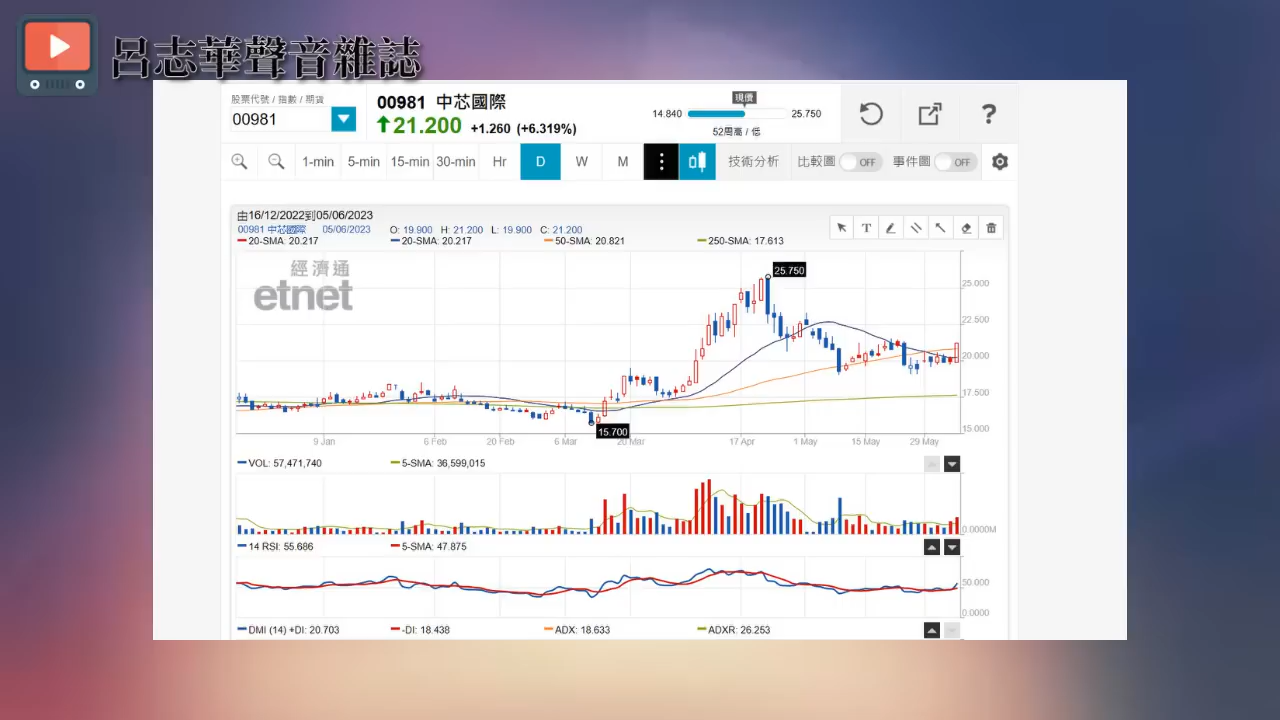 呂志華聲音雜誌
股票代號 / 指數 / 期貨
00981
00981 中芯國際
21.200 +1.260 (+6.319%)
現價
14.840 25.750
52周高 / 低
?
1-min 5-min 15-min 30-min Hr D W M 技術分析 比較圖 OFF 事件圖 OFF
由16/12/2022到05/06/2023
00981 中芯國際 05/06/2023 O: 19.900 H: 21.200 L: 19.900 C: 21.200
20-SMA: 20.217 20-SMA: 20.217 50-SMA: 20.821 250-SMA: 17.613
T
經濟通
etnet
25.750
25.000
22.500
20.000
17.500
15.000
15.700
9 Jan 6 Feb 20 Feb 6 Mar 20 Mar 17 Apr 1 May 15 May 29 May
VOL: 57,471,740 5-SMA: 36,599,015
0.0000M
14 RSI: 55.686 5-SMA: 47.875
50.0000
0.0000
DMI (14) +DI: 20.703 -DI: 18.438 ADX: 18.633 ADXR: 26.253